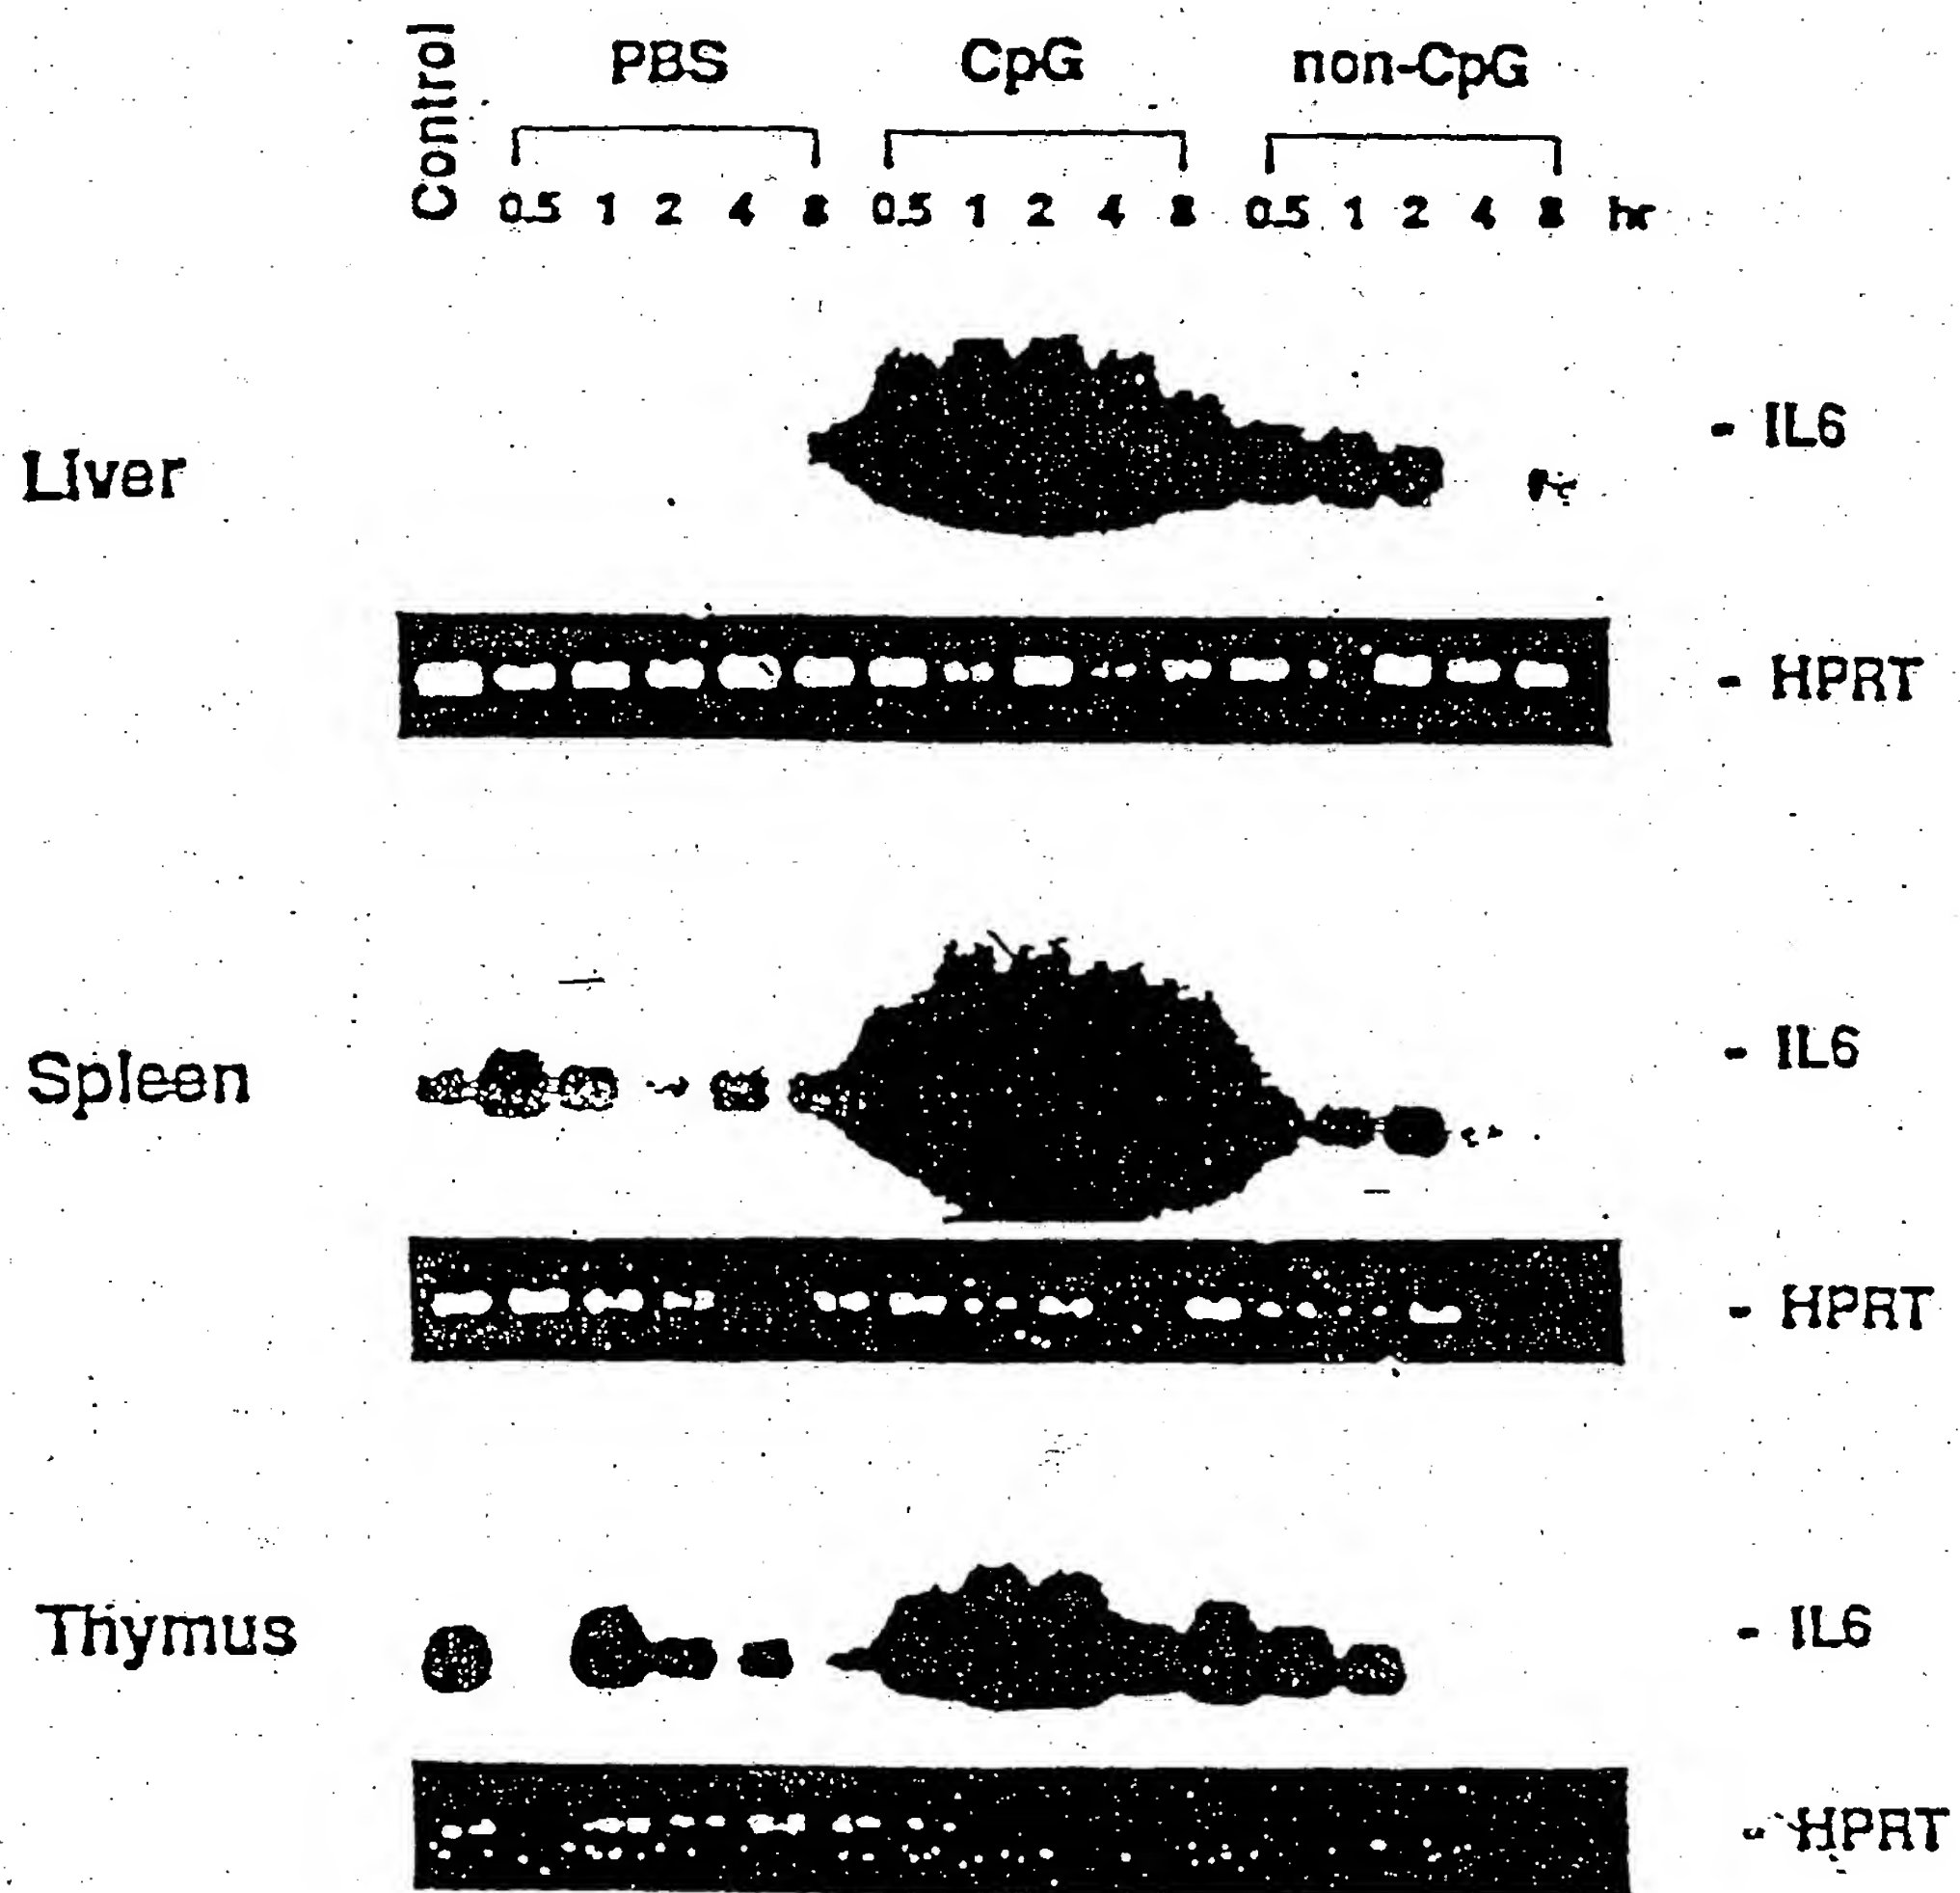 Control PBS CpG non-CpG
0.5 1 2 4 8 0.5 1 2 4 8 0.5 1 2 4 8 hr
- IL6
Liver
- HPRT
- IL6
Spleen
- HPRT
- IL6
Thymus
- HPRT